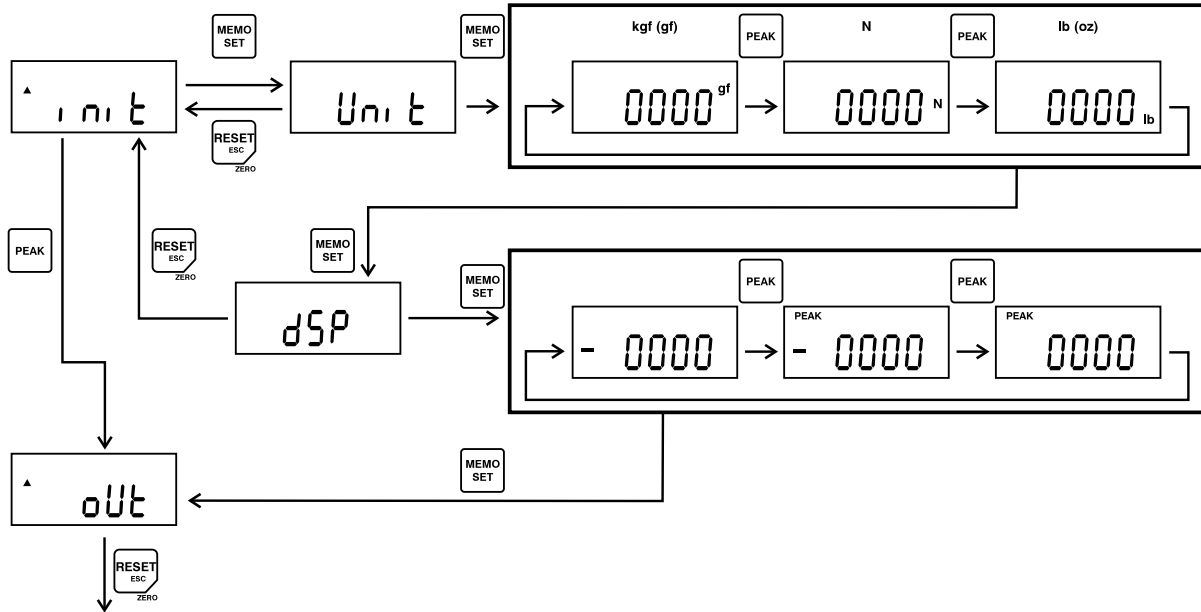 MEMO
SET
MEMO
SET
kgf (gf)
PEAK
N
PEAK
lb (oz)
init
Unit
0000 gf
0000 N
0000 lb
RESET
ESC
ZERO
PEAK
RESET
ESC
ZERO
MEMO
SET
MEMO
SET
PEAK
PEAK
dSP
- 0000
PEAK
- 0000
PEAK
0000
MEMO
SET
oUt
RESET
ESC
ZERO